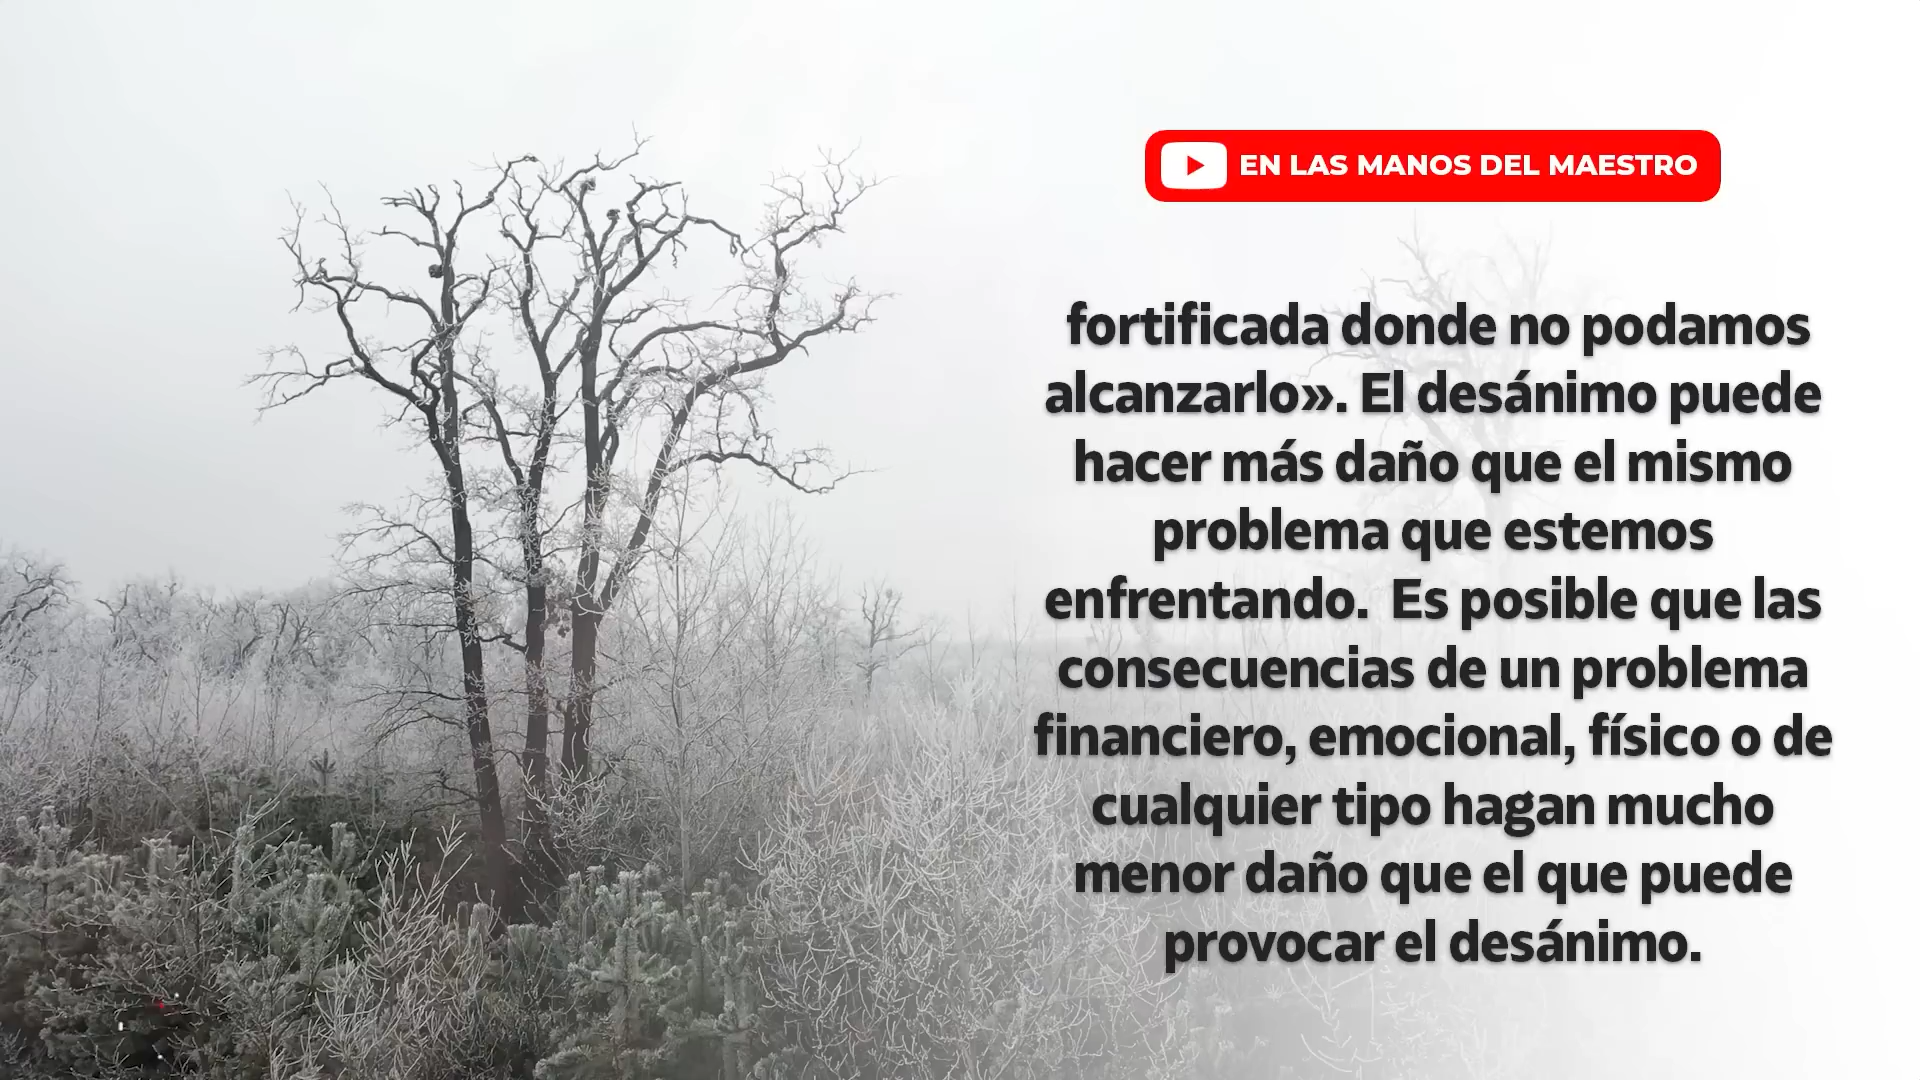 EN LAS MANOS DEL MAESTRO
fortificada donde no podamos
alcanzarlo». El desánimo puede
hacer más daño que el mismo
problema que estemos
enfrentando.  Es posible que las
consecuencias de un problema
financiero, emocional, físico o de
cualquier tipo hagan mucho
menor daño que el que puede
provocar el desánimo.